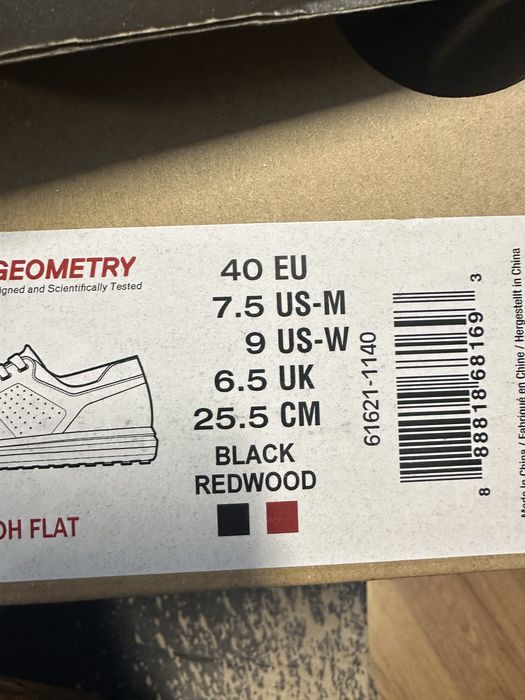 GEOMETRY
igned and Scientifically Tested
OH FLAT
40 EU
7.5 US-M
9 US-W
6.5 UK
25.5 CM
BLACK
REDWOOD
61621-1140
8 88818 68169 3
Made In China / Fabriqué en Chine / Hergestellt in China